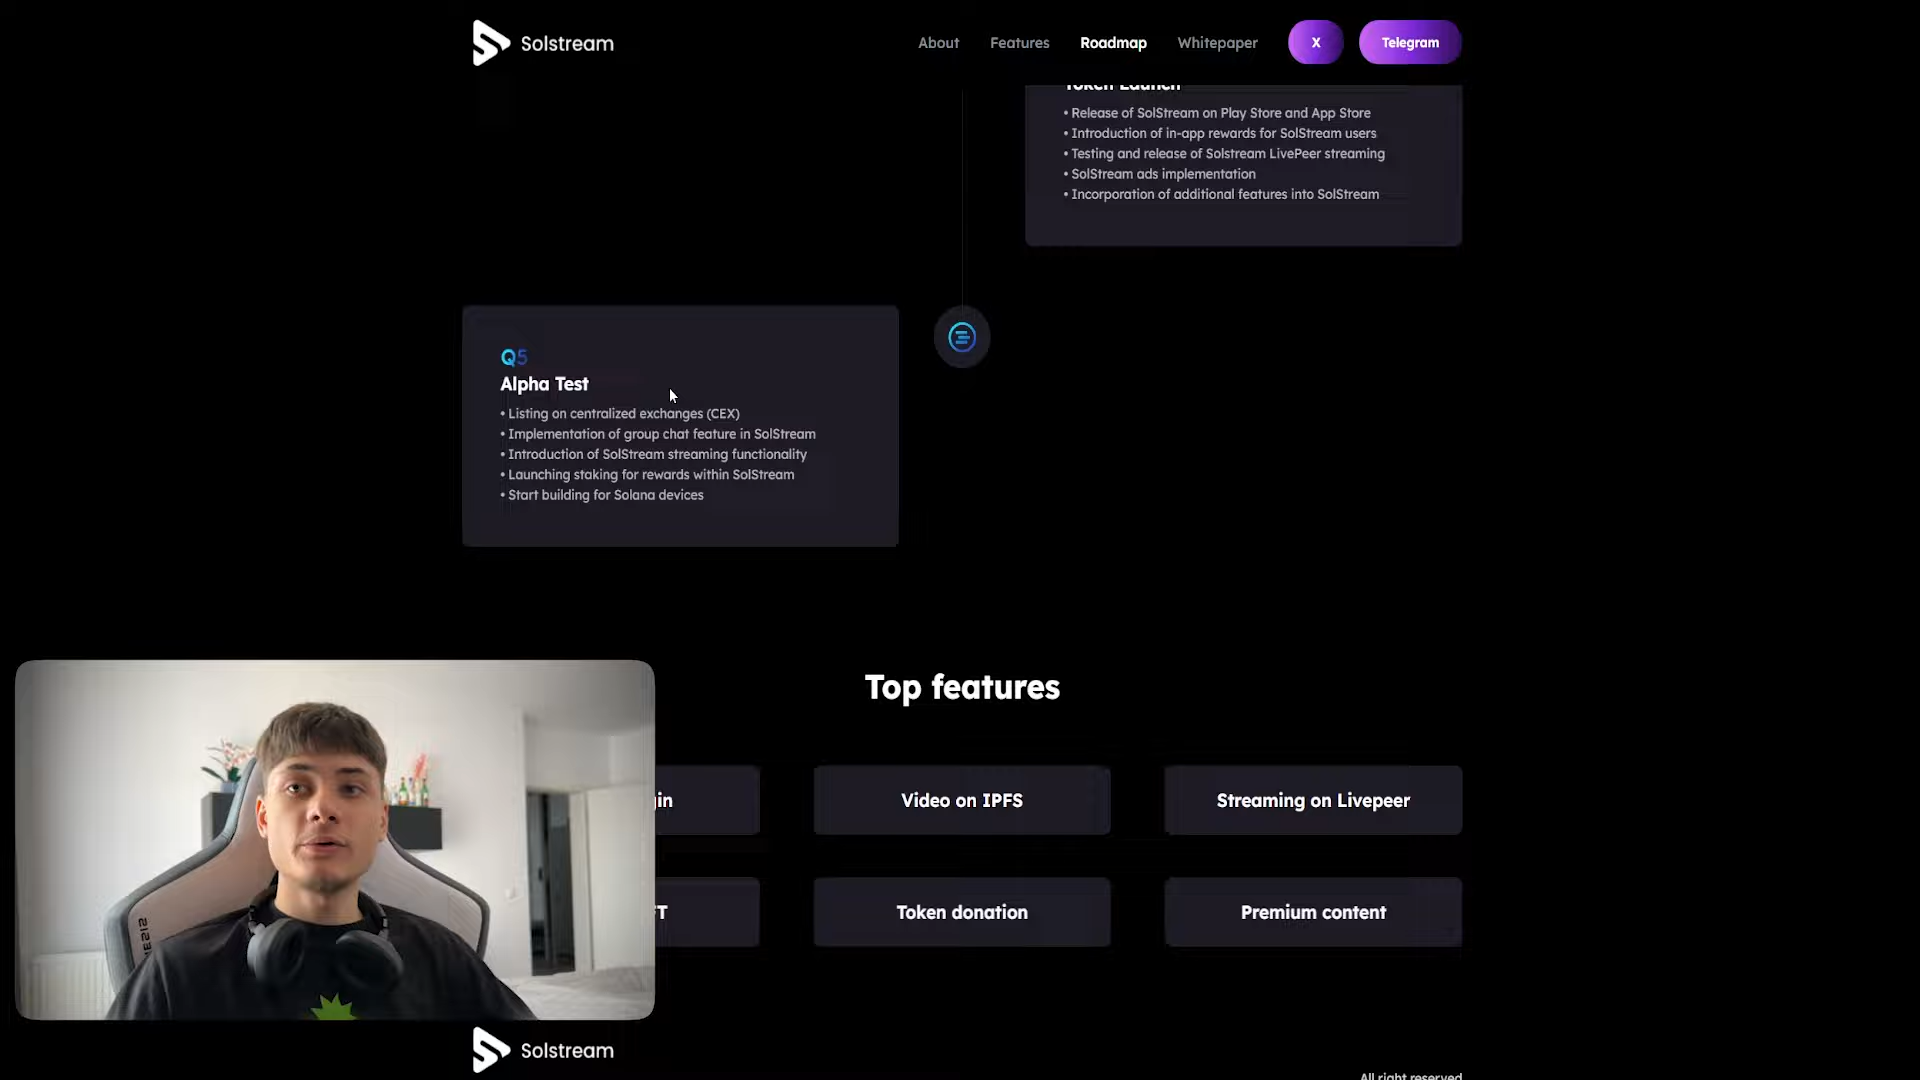 Solstream
About
Features
Roadmap
Whitepaper
X
Telegram
Token Launch
• Release of SolStream on Play Store and App Store
• Introduction of in-app rewards for SolStream users
• Testing and release of Solstream LivePeer streaming
• SolStream ads implementation
• Incorporation of additional features into SolStream
Q5
Alpha Test
• Listing on centralized exchanges (CEX)
• Implementation of group chat feature in SolStream
• Introduction of SolStream streaming functionality
• Launching staking for rewards within SolStream
• Start building for Solana devices
Top features
Video on IPFS
Streaming on Livepeer
Token donation
Premium content
Solstream
All right reserved